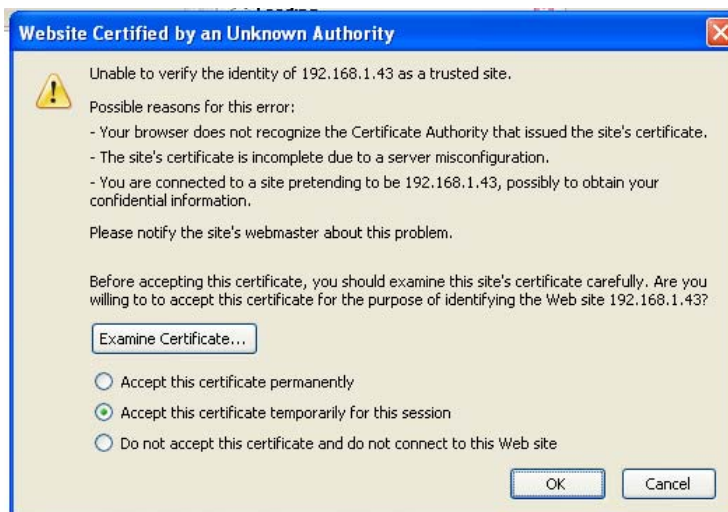 Website Certified by an Unknown Authority
Unable to verify the identity of 192.168.1.43 as a trusted site.
Possible reasons for this error:
- Your browser does not recognize the Certificate Authority that issued the site's certificate.
- The site's certificate is incomplete due to a server misconfiguration.
- You are connected to a site pretending to be 192.168.1.43, possibly to obtain your
confidential information.
Please notify the site's webmaster about this problem.
Before accepting this certificate, you should examine this site's certificate carefully. Are you
willing to to accept this certificate for the purpose of identifying the Web site 192.168.1.43?
Examine Certificate...
Accept this certificate permanently
Accept this certificate temporarily for this session
Do not accept this certificate and do not connect to this Web site
OK Cancel